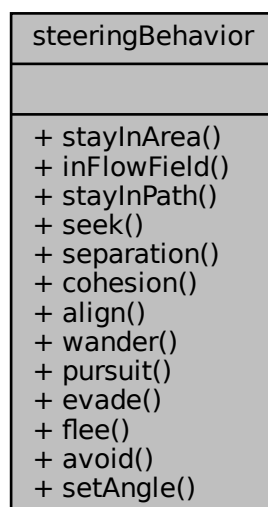 steeringBehavior
+ stayInArea()
+ inFlowField()
+ stayInPath()
+ seek()
+ separation()
+ cohesion()
+ align()
+ wander()
+ pursuit()
+ evade()
+ flee()
+ avoid()
+ setAngle()